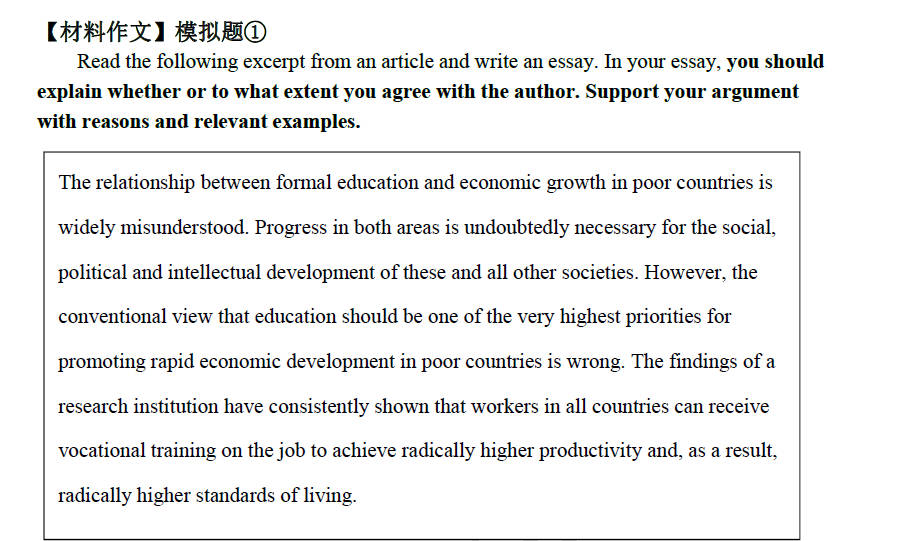 【材料作文】模拟题①
Read the following excerpt from an article and write an essay. In your essay, you should
explain whether or to what extent you agree with the author. Support your argument
with reasons and relevant examples.
The relationship between formal education and economic growth in poor countries is
widely misunderstood. Progress in both areas is undoubtedly necessary for the social,
political and intellectual development of these and all other societies. However, the
conventional view that education should be one of the very highest priorities for
promoting rapid economic development in poor countries is wrong. The findings of a
research institution have consistently shown that workers in all countries can receive
vocational training on the job to achieve radically higher productivity and, as a result,
radically higher standards of living.